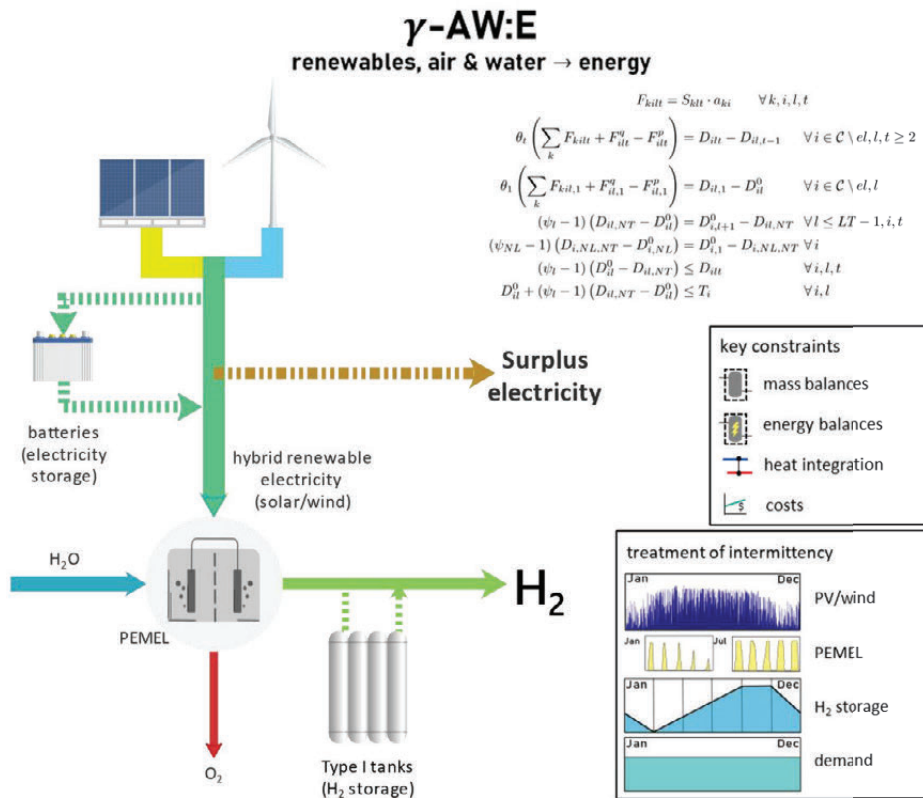 γ-AW:E
renewables, air & water → energy
F_{kilt} = S_{klt} · a_{ki} ∀ k, i, l, t
θ_t (∑_k F_{kilt} + F^q_{ilt} − F^p_{ilt}) = D_{ilt} − D_{il,t−1} ∀ i ∈ C \ el, l, t ≥ 2
θ_1 (∑_k F_{kil,1} + F^q_{il,1} − F^p_{il,1}) = D_{il,1} − D^0_{il} ∀ i ∈ C \ el, l
(ψ_l − 1) (D_{il,NT} − D^0_{il}) = D^0_{i,l+1} − D_{il,NT} ∀ l ≤ LT − 1, i, t
(ψ_{NL} − 1) (D_{i,NL,NT} − D^0_{i,NL}) = D^0_{i,1} − D_{i,NL,NT} ∀ i
(ψ_l − 1) (D^0_{il} − D_{il,NT}) ≤ D_{ilt} ∀ i, l, t
D^0_{il} + (ψ_l − 1) (D_{il,NT} − D^0_{il}) ≤ T_i ∀ i, l
Surplus
electricity
batteries
(electricity
storage)
hybrid renewable
electricity
(solar/wind)
H₂O
PEMEL
H₂
O₂
Type I tanks
(H₂ storage)
key constraints
mass balances
energy balances
heat integration
$
costs
treatment of intermittency
Jan Dec
PV/wind
Jan Jul
PEMEL
Jan Dec
H₂ storage
Jan Dec
demand